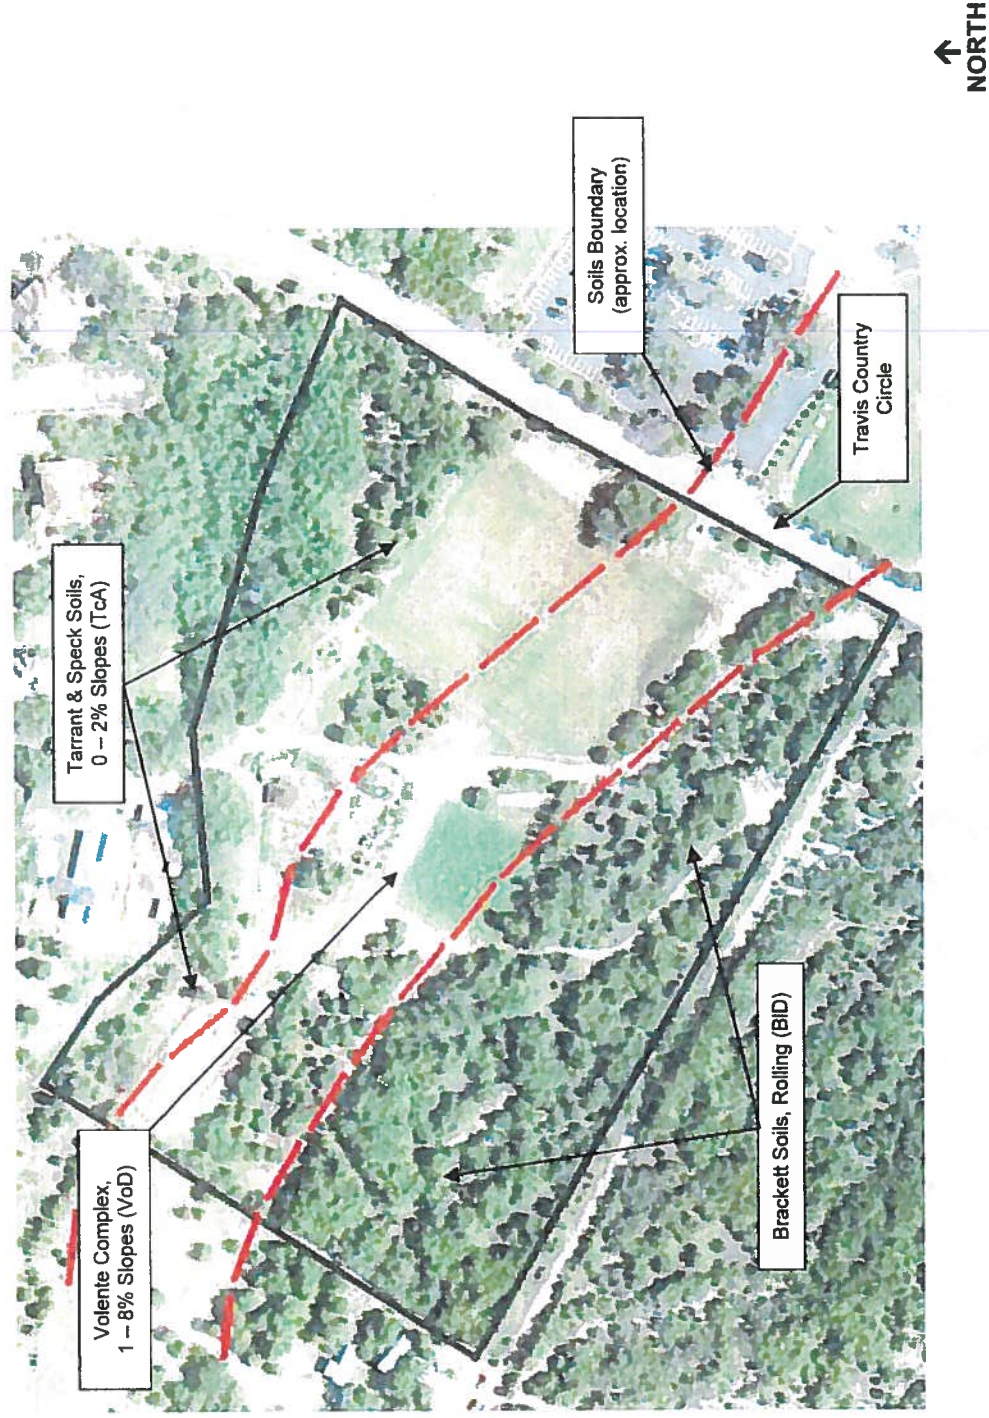 Tarrant & Speck Soils,
0 – 2% Slopes (TcA)
Volente Complex,
1 – 8% Slopes (VoD)
Soils Boundary
(approx. location)
Travis Country
Circle
Brackett Soils, Rolling (BID)
NORTH